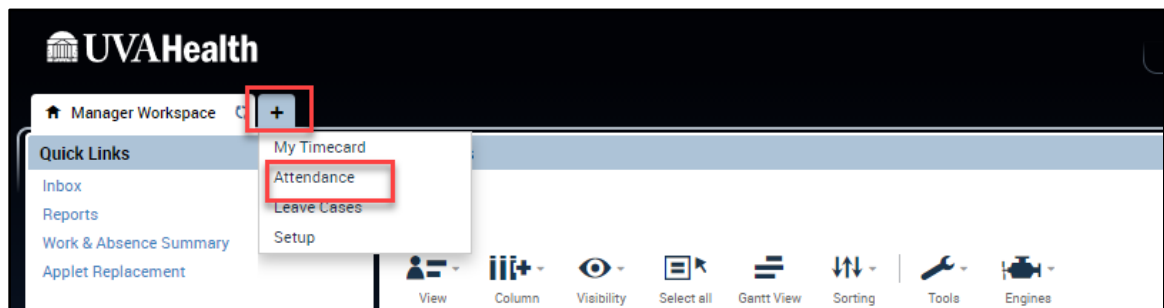 UVAHealth
Manager Workspace
+
Quick Links
My Timecard
Inbox
Attendance
Reports
Leave Cases
Work & Absence Summary
Setup
Applet Replacement
View
Column
Visibility
Select all
Gantt View
Sorting
Tools
Engines